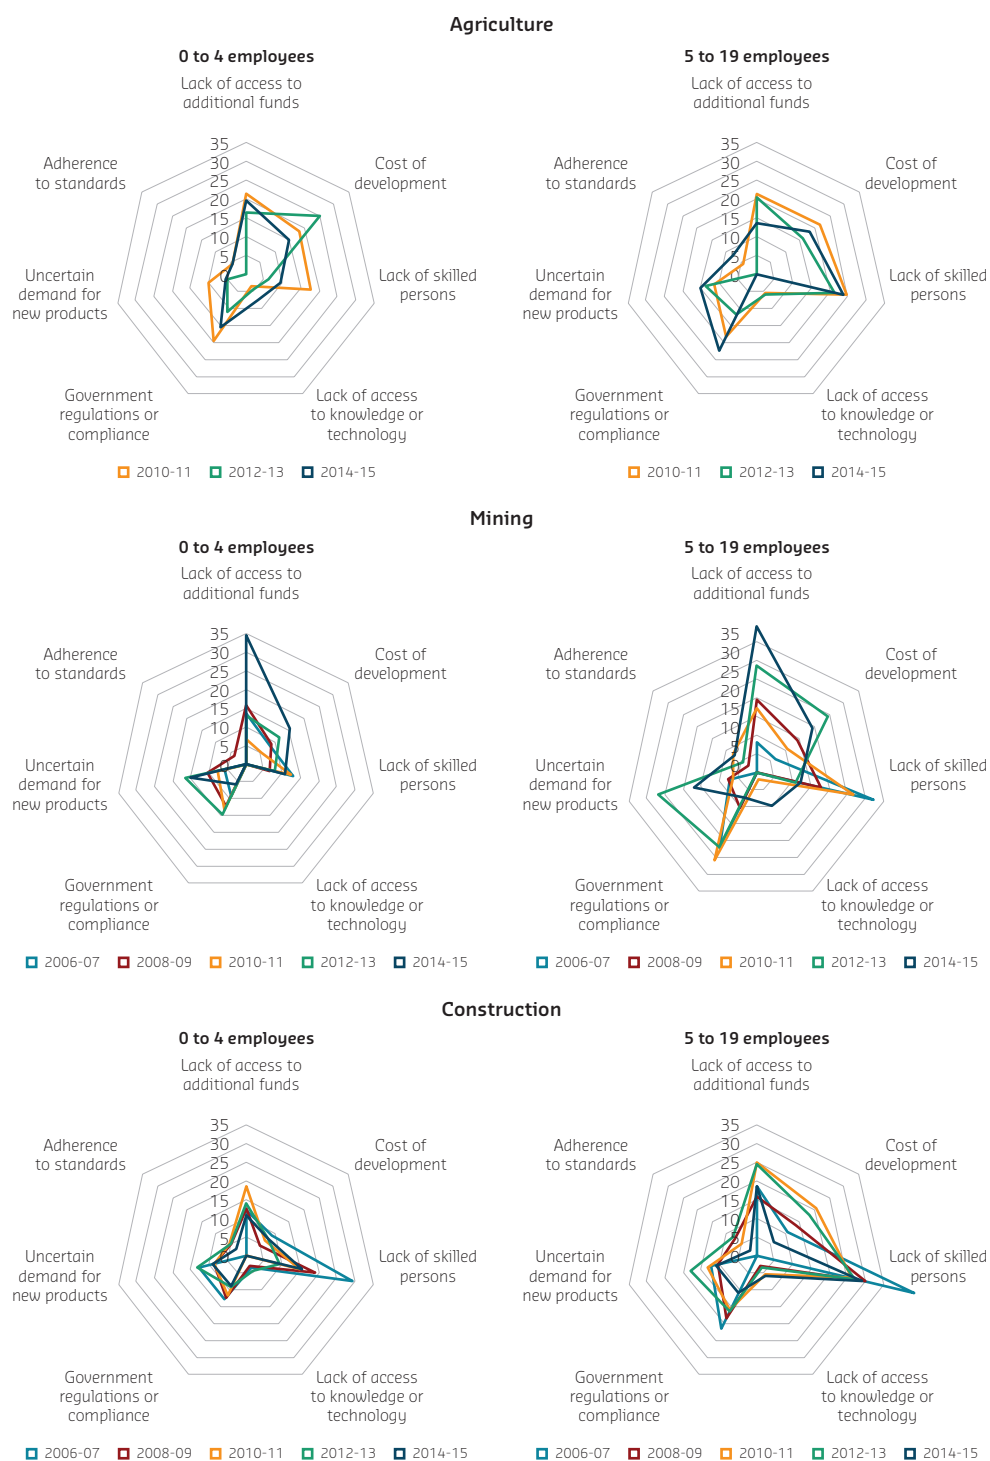 Agriculture
0 to 4 employees
Lack of access to
additional funds
35
30
25
20
15
10
5
0
Adherence
to standards
Cost of
development
Uncertain
demand for
new products
Lack of skilled
persons
Government
regulations or
compliance
Lack of access
to knowledge or
technology
2010-11 2012-13 2014-15
5 to 19 employees
Lack of access to
additional funds
35
30
25
20
15
10
5
0
Adherence
to standards
Cost of
development
Uncertain
demand for
new products
Lack of skilled
persons
Government
regulations or
compliance
Lack of access
to knowledge or
technology
2010-11 2012-13 2014-15
Mining
0 to 4 employees
Lack of access to
additional funds
35
30
25
20
15
10
5
0
Adherence
to standards
Cost of
development
Uncertain
demand for
new products
Lack of skilled
persons
Government
regulations or
compliance
Lack of access
to knowledge or
technology
2006-07 2008-09 2010-11 2012-13 2014-15
5 to 19 employees
Lack of access to
additional funds
35
30
25
20
15
10
5
0
Adherence
to standards
Cost of
development
Uncertain
demand for
new products
Lack of skilled
persons
Government
regulations or
compliance
Lack of access
to knowledge or
technology
2006-07 2008-09 2010-11 2012-13 2014-15
Construction
0 to 4 employees
Lack of access to
additional funds
35
30
25
20
15
10
5
0
Adherence
to standards
Cost of
development
Uncertain
demand for
new products
Lack of skilled
persons
Government
regulations or
compliance
Lack of access
to knowledge or
technology
2006-07 2008-09 2010-11 2012-13 2014-15
5 to 19 employees
Lack of access to
additional funds
35
30
25
20
15
10
5
0
Adherence
to standards
Cost of
development
Uncertain
demand for
new products
Lack of skilled
persons
Government
regulations or
compliance
Lack of access
to knowledge or
technology
2006-07 2008-09 2010-11 2012-13 2014-15